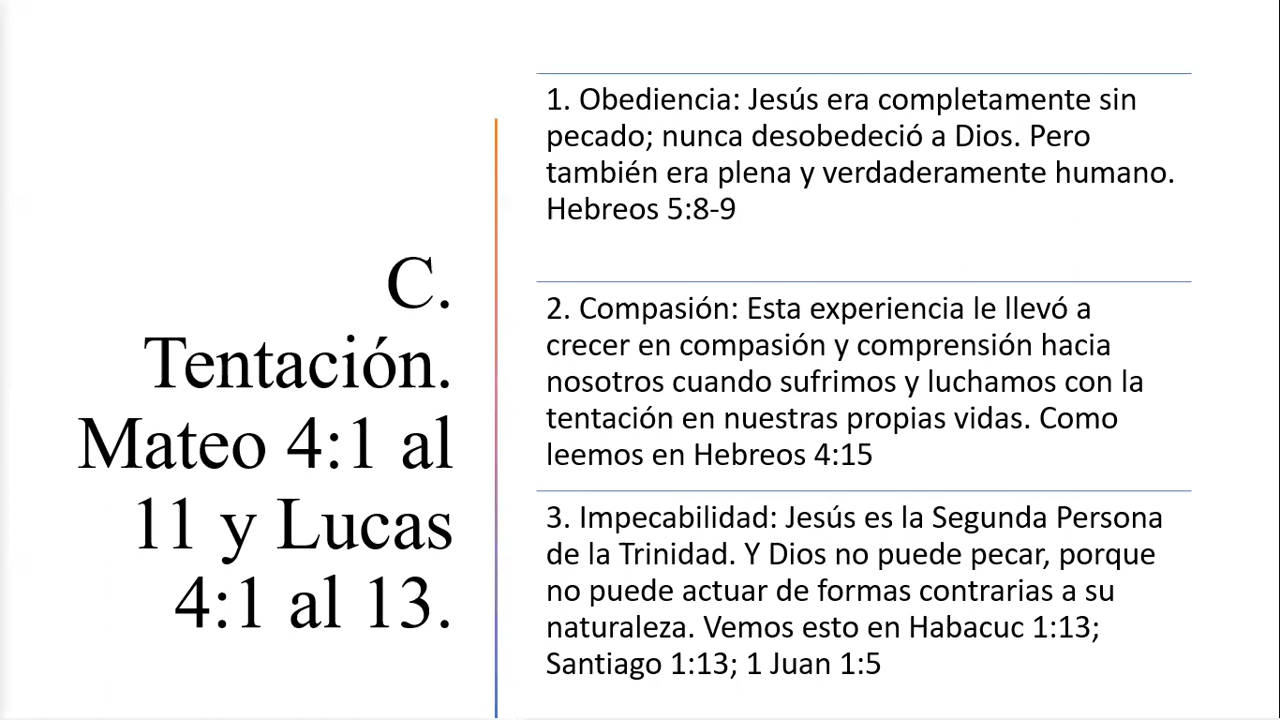 C.
Tentación.
Mateo 4:1 al
11 y Lucas
4:1 al 13.
1. Obediencia: Jesús era completamente sin
pecado; nunca desobedeció a Dios. Pero
también era plena y verdaderamente humano.
Hebreos 5:8-9
2. Compasión: Esta experiencia le llevó a
crecer en compasión y comprensión hacia
nosotros cuando sufrimos y luchamos con la
tentación en nuestras propias vidas. Como
leemos en Hebreos 4:15
3. Impecabilidad: Jesús es la Segunda Persona
de la Trinidad. Y Dios no puede pecar, porque
no puede actuar de formas contrarias a su
naturaleza. Vemos esto en Habacuc 1:13;
Santiago 1:13; 1 Juan 1:5